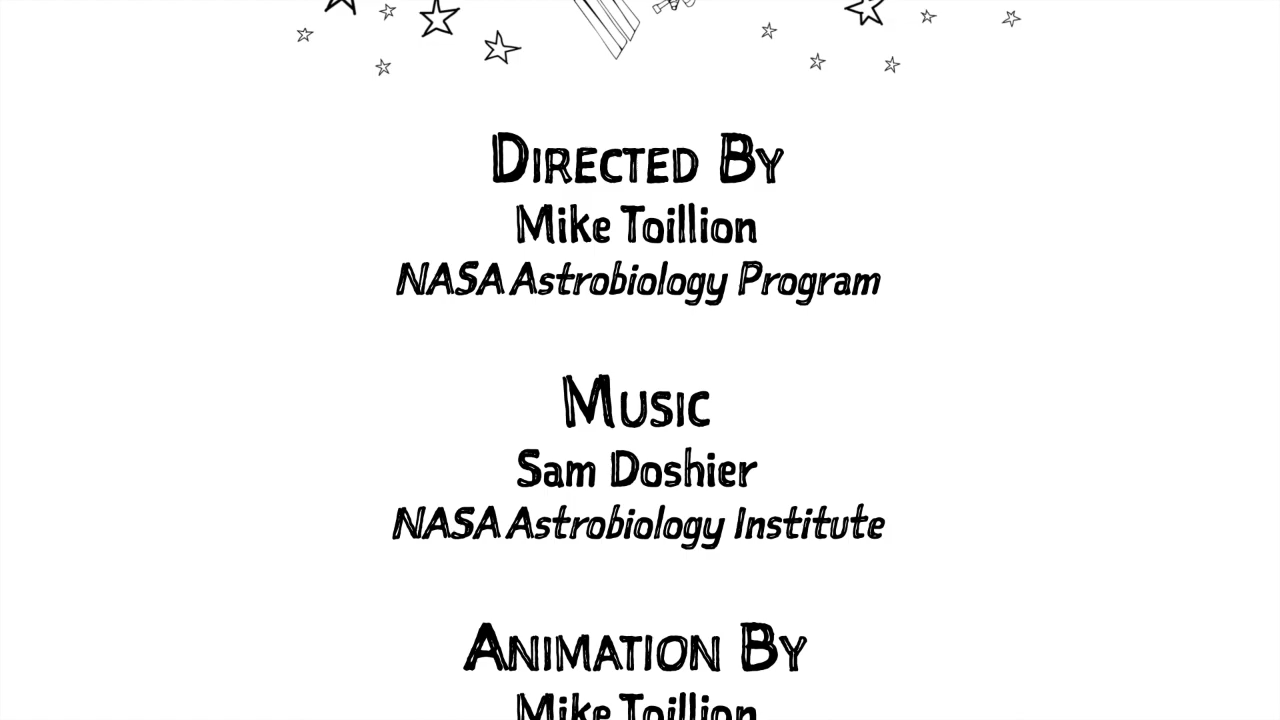 Directed By
Mike Toillion
NASA Astrobiology Program
Music
Sam Doshier
NASA Astrobiology Institute
Animation By
Mike Toillion